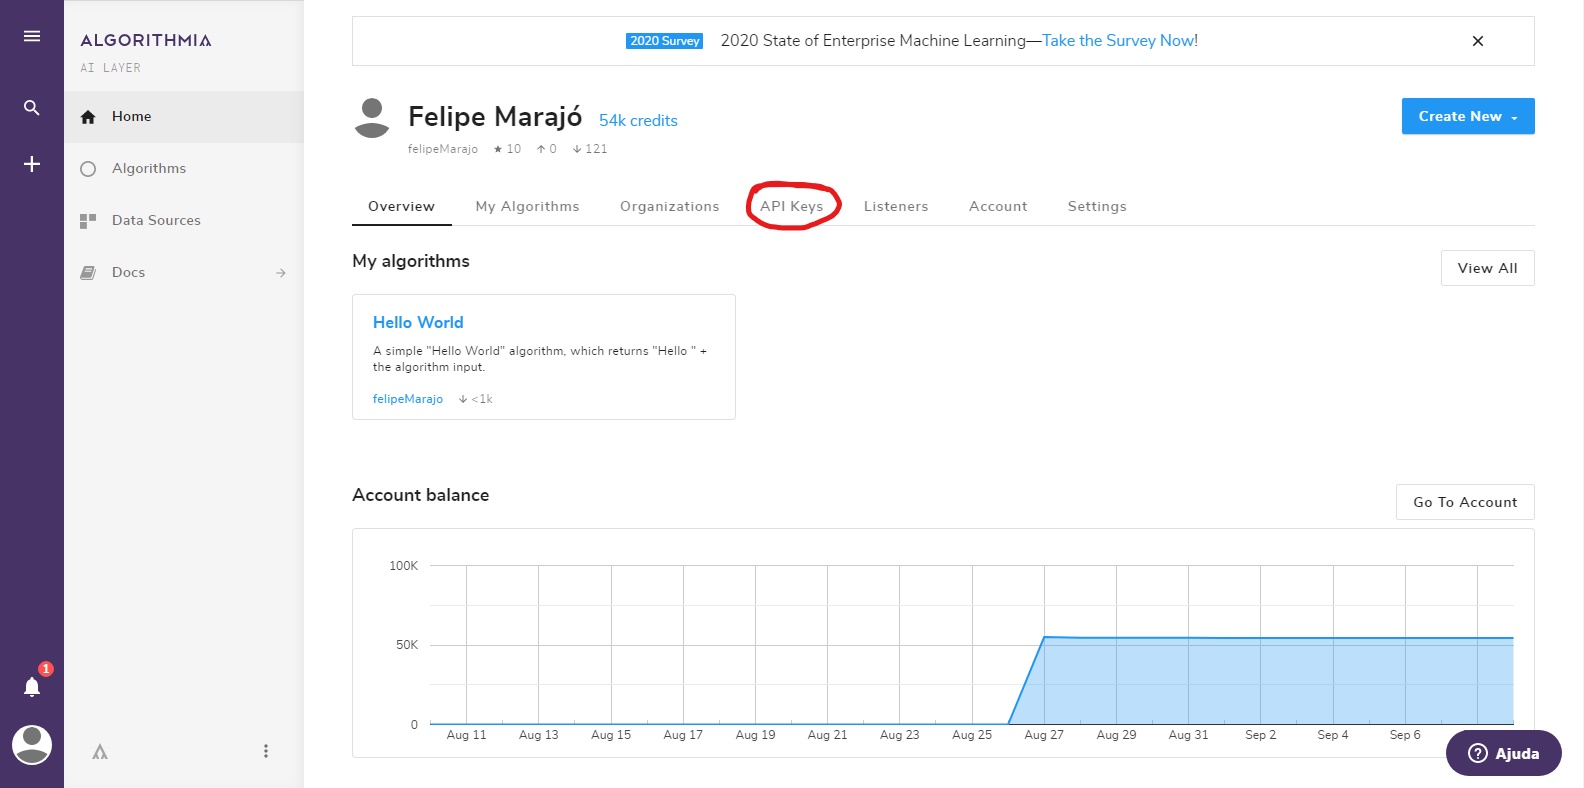 ALGORITHMIA
AI LAYER
Home
Algorithms
Data Sources
Docs
1
2020 Survey 2020 State of Enterprise Machine Learning—Take the Survey Now!
Felipe Marajó 54k credits
felipeMarajo 10 0 121
Create New
Overview My Algorithms Organizations API Keys Listeners Account Settings
My algorithms
View All
Hello World
A simple "Hello World" algorithm, which returns "Hello " +
the algorithm input.
felipeMarajo <1k
Account balance
Go To Account
100K
50K
0
Aug 11 Aug 13 Aug 15 Aug 17 Aug 19 Aug 21 Aug 23 Aug 25 Aug 27 Aug 29 Aug 31 Sep 2 Sep 4 Sep 6
Ajuda